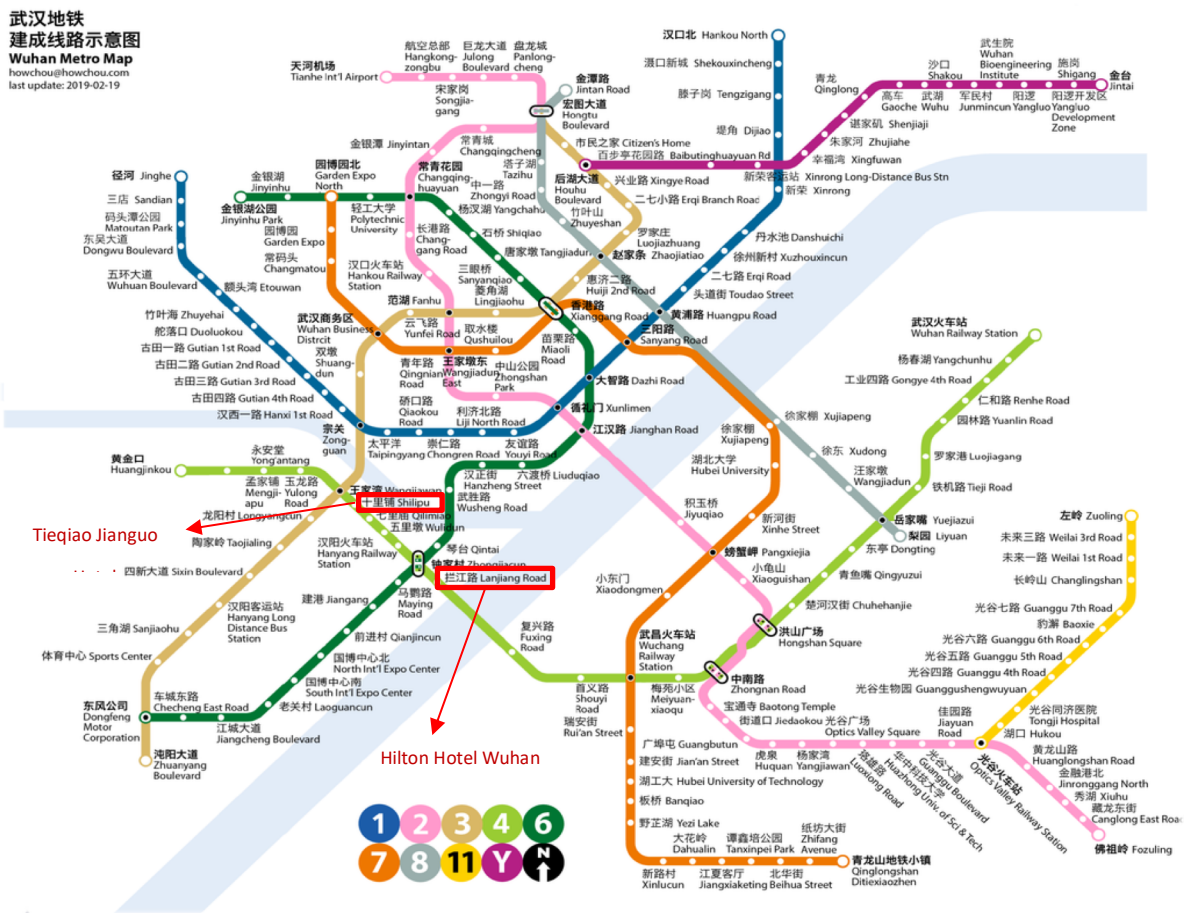 武汉地铁
建成线路示意图
Wuhan Metro Map
howchou@howchou.com
last update: 2019-02-19
天河机场
Tianhe Int'l Airport
航空总部
Hangkong-
zongbu
巨龙大道
Julong
Boulevard
盘龙城
Panlong-
cheng
宋家岗
Songjia-
gang
金潭路
Jintan Road
宏图大道
Hongtu
Boulevard
汉口北 Hankou North
滠口新城 Shekouxincheng
滕子岗 Tengzigang
堤角 Dijiao
新荣 Xinrong
青龙
Qinglong
沙口
Shakou
武生院
Wuhan
Bioengineering
Institute
施岗
Shigang
金台
Jintai
高车
Gaoche
武湖
Wuhu
军民村
Junmincun
阳逻
Yangluo
阳逻开发区
Yangluo
Development
Zone
谌家矶 Shenjiaji
朱家河 Zhujiahe
幸福湾 Xingfuwan
新荣客运站 Xinrong Long-Distance Bus Stn
百步亭花园路 Baibutinghuayuan Rd
市民之家 Citizen's Home
后湖大道
Houhu
Boulevard
兴业路 Xingye Road
二七小路 Erqi Branch Road
罗家庄
Luojiazhuang
赵家条 Zhaojiatiao
惠济二路
Huiji 2nd Road
香港路
Xianggang Road
金银潭 Jinyintan
常青城
Changqingcheng
常青花园
Changqing-
huayuan
塔子湖
Tazihu
中一路
Zhongyi Road
竹叶山
Zhuyeshan
杨汉湖 Yangchahu
石桥 Shiqiao
唐家墩 Tangjiadun
三眼桥
Sanyanqiao
长港路
Chang-
gang Road
汉口火车站
Hankou Railway
Station
菱角湖
Lingjiaohu
范湖 Fanhu
云飞路
Yunfei Road
取水楼
Qushuilou
苗栗路
Miaoli
Road
园博园北
Garden Expo
North
金银湖
Jinyinhu
金银湖公园
Jinyinhu Park
轻工大学
Polytechnic
University
园博园
Garden Expo
常码头
Changmatou
武汉商务区
Wuhan Business
Distrcit
双墩
Shuang-
dun
青年路
Qingnian
Road
王家墩东
Wangjiadun
East
中山公园
Zhongshan
Park
径河 Jinghe
三店 Sandian
码头潭公园
Matoutan Park
东吴大道
Dongwu Boulevard
五环大道
Wuhuan Boulevard
额头湾 Etouwan
竹叶海 Zhuyehai
舵落口 Duoluokou
古田一路 Gutian 1st Road
古田二路 Gutian 2nd Road
古田三路 Gutian 3rd Road
古田四路 Gutian 4th Road
汉西一路 Hanxi 1st Road
宗关
Zong-
guan
太平洋
Taipingyang
硚口路
Qiaokou
Road
崇仁路
Chongren Road
利济北路
Liji North Road
友谊路
Youyi Road
循礼门 Xunlimen
大智路 Dazhi Road
三阳路
Sanyang Road
黄浦路 Huangpu Road
头道街 Toudao Street
二七路 Erqi Road
徐州新村 Xuzhouxincun
丹水池 Danshuichi
江汉路 Jianghan Road
六渡桥 Liuduqiao
汉正街
Hanzheng Street
武胜路
Wusheng Road
琴台 Qintai
钟家村 Zhongjiacun
黄金口
Huangjinkou
永安堂
Yong'antang
孟家铺
Mengji-
apu
玉龙路
Yulong
Road
王家湾 Wangjiawan
十里铺 Shilipu
七里庙 Qilimiao
五里墩 Wulidun
汉阳火车站
Hanyang Railway
Station
拦江路 Lanjiang Road
Tieqiao Jianguo
Hilton Hotel Wuhan
龙阳村 Longyangcun
陶家岭 Taojialing
四新大道 Sixin Boulevard
汉阳客运站
Hanyang Long
Distance Bus
Station
三角湖 Sanjiaohu
体育中心 Sports Center
东风公司
Dongfeng
Motor
Corporation
沌阳大道
Zhuanyang
Boulevard
车城东路
Checheng East Road
江城大道
Jiangcheng Boulevard
老关村 Laoguancun
国博中心南
South Int'l Expo Center
国博中心北
North Int'l Expo Center
前进村 Qianjincun
建港 Jiangang
马鹦路
Maying
Road
复兴路
Fuxing
Road
首义路
Shouyi
Road
梅苑小区
Meiyuan-
xiaoqu
武昌火车站
Wuchang
Railway
Station
中南路
Zhongnan Road
洪山广场
Hongshan Square
楚河汉街 Chuhehanjie
青鱼嘴 Qingyuzui
东亭 Dongting
岳家嘴 Yuejiazui
梨园 Liyuan
铁机路 Tieji Road
罗家港 Luojiagang
园林路 Yuanlin Road
仁和路 Renhe Road
工业四路 Gongye 4th Road
杨春湖 Yangchunhu
武汉火车站
Wuhan Railway Station
徐家棚 Xujiapeng
徐东 Xudong
汪家墩
Wangjiadun
徐家棚
Xujiapeng
湖北大学
Hubei University
新河街
Xinhe Street
积玉桥
Jiyuqiao
螃蟹岬 Pangxiejia
小龟山
Xiaoguishan
小东门
Xiaodongmen
瑞安街
Rui'an Street
广埠屯 Guangbutun
建安街 Jian'an Street
湖工大 Hubei University of Technology
板桥 Banqiao
野芷湖 Yezi Lake
新路村
Xinlucun
大花岭
Dahualin
江夏客厅
Jiangxiaketing
谭鑫培公园
Tanxinpei Park
北华街
Beihua Street
纸坊大街
Zhifang
Avenue
青龙山地铁小镇
Qinglongshan
Ditiexiaozhen
宝通寺 Baotong Temple
街道口 Jiedaokou
光谷广场
Optics Valley Square
虎泉
Huquan
杨家湾
Yangjiawan
珞雄路
Luoxiong Road
华中科技大学
Huazhong Univ. of Sci & Tech
光谷大道
Guanggu Boulevard
佳园路
Jiayuan
Road
光谷火车站
Optics Valley Railway Station
湖口 Hukou
黄龙山路
Huanglongshan Road
金融港北
Jinronggang North
秀湖 Xiuhu
藏龙东街
Canglong East Road
佛祖岭 Fozuling
左岭 Zuoling
未来三路 Weilai 3rd Road
未来一路 Weilai 1st Road
长岭山 Changlingshan
光谷七路 Guanggu 7th Road
豹澥 Baoxie
光谷六路 Guanggu 6th Road
光谷五路 Guanggu 5th Road
光谷四路 Guanggu 4th Road
光谷生物园 Guanggushengwuyuan
光谷同济医院
Tongji Hospital
1 2 3 4 6
7 8 11 Y N